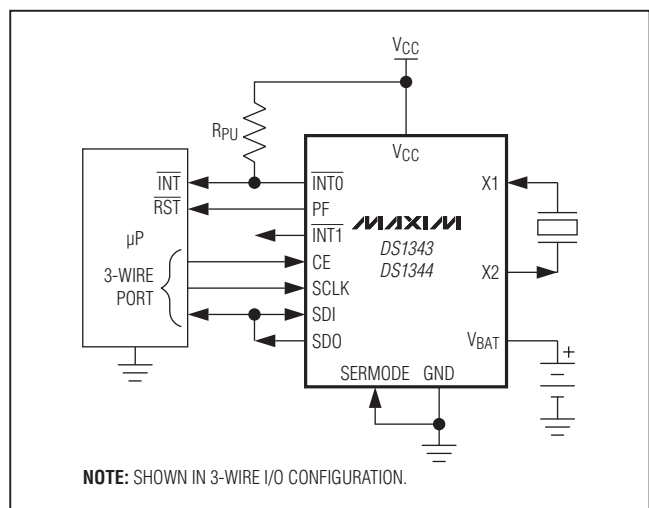 VCC
RPU
VCC
INT
INT0
X1
RST
PF
µP
INT1
MAXIM
DS1343
DS1344
3-WIRE
PORT
CE
SCLK
X2
SDI
SDO
VBAT
+
SERMODE GND
NOTE: SHOWN IN 3-WIRE I/O CONFIGURATION.